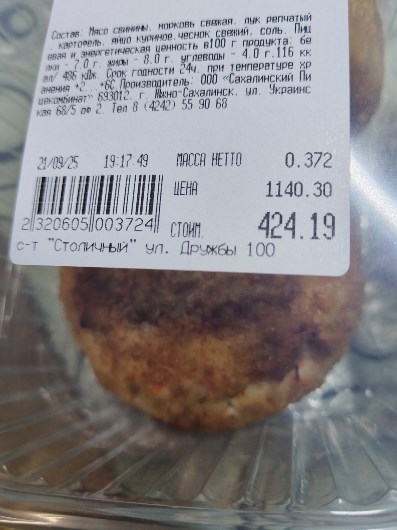 Состав. Мясо свинины, морковь свежая, лук репчатый
, картофель, яйцо куриное, чеснок свежий, соль. Пищ
евая и энергетическая ценность в100 г продукта: бе
лки - 7.0 г. жиры - 8.0 г. углеводы - 4.0 г.116 кк
ал/ 486 кДж. Срок годности 24ч. при температуре хр
анения +2...+6С Производитель: ООО «Сахалинский Пи
щекомбинат» 693012. г. Южно-Сахалинск. ул. Украинс
кая 68/5 оф 2. Тел 8 (4242) 55 90 68
21/09/25 19:17.49 МАССА НЕТТО 0.372
ЦЕНА 1140.30
2 320605 003724 СТОИМ. 424.19
с-т "Столичный" ул. Дружбы 100